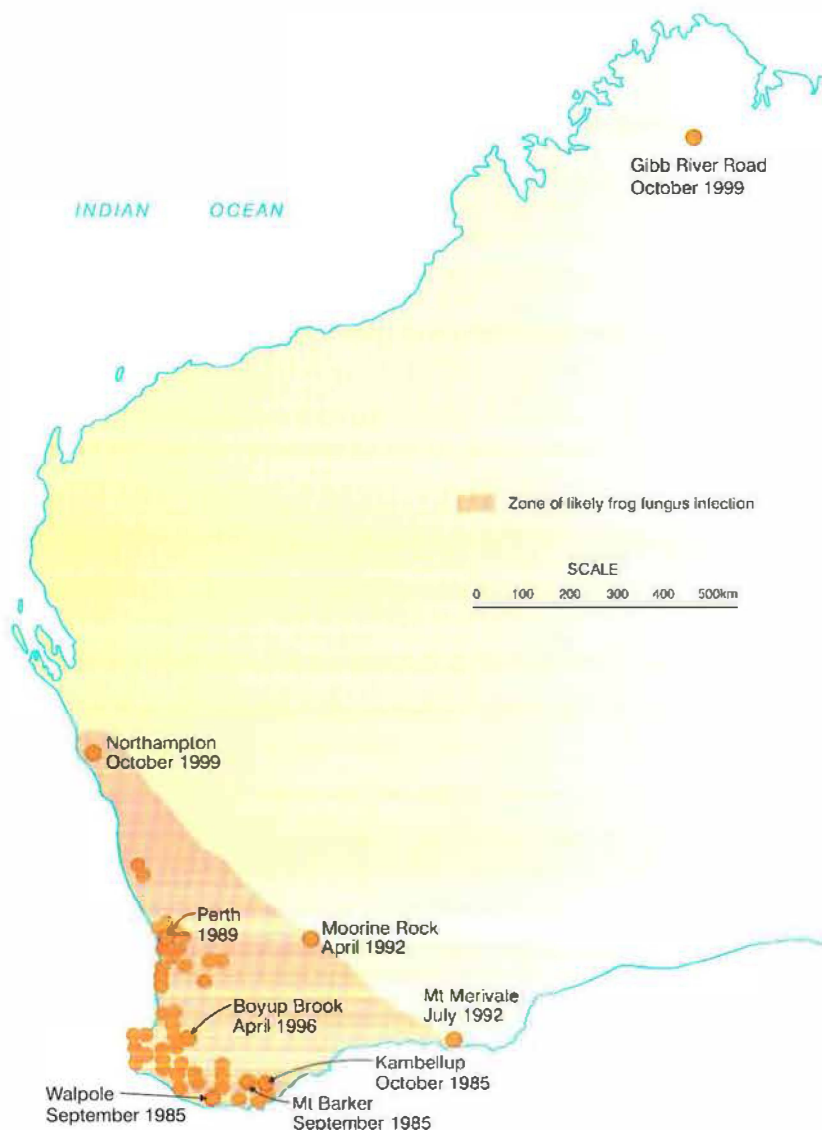 Gibb River Road
October 1999
INDIAN OCEAN
Zone of likely frog fungus infection
SCALE
0 100 200 300 400 500km
Northampton
October 1999
Perth
1989
Moorine Rock
April 1992
Mt Merivale
July 1992
Boyup Brook
April 1996
Kambellup
October 1985
Walpole
September 1985
Mt Barker
September 1985